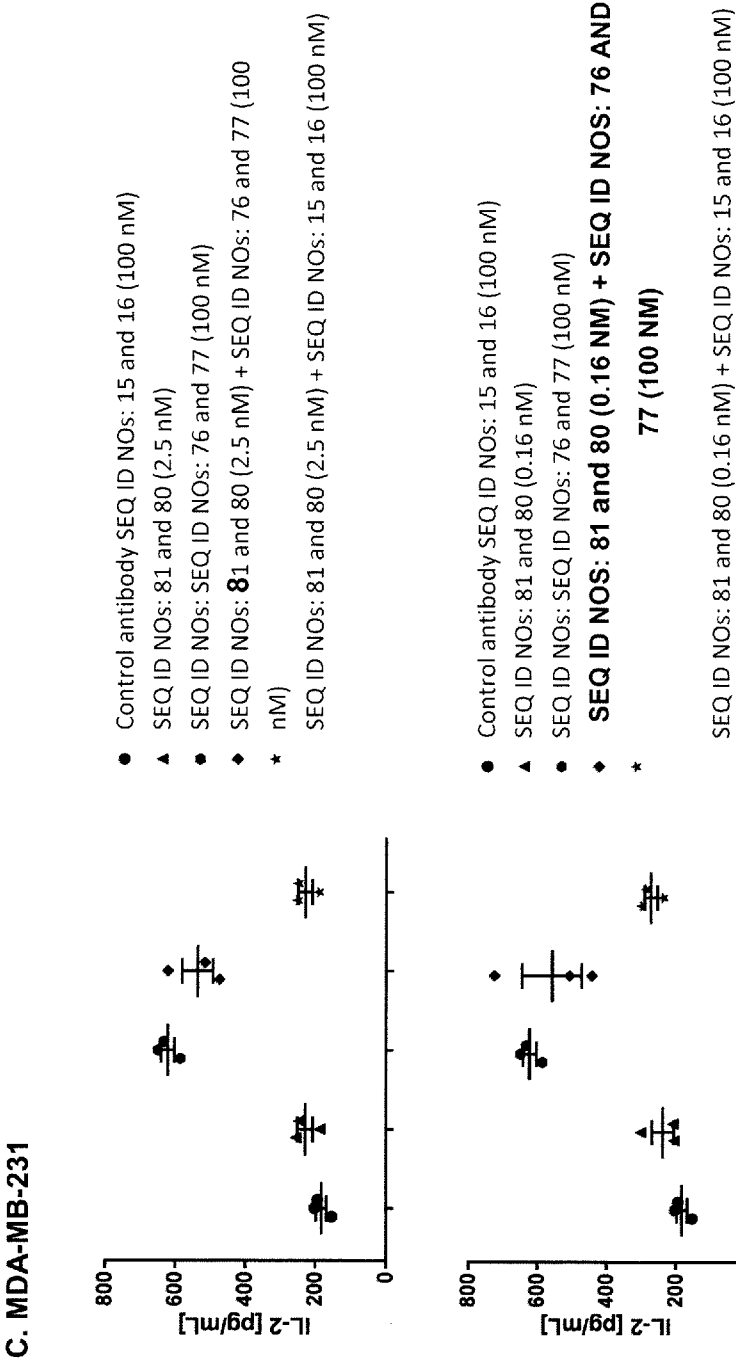 C. MDA-MB-231
800
600
400
200
0
IL-2 [pg/mL]
Control antibody SEQ ID NOs: 15 and 16 (100 nM)
SEQ ID NOs: 81 and 80 (2.5 nM)
SEQ ID NOs: SEQ ID NOs: 76 and 77 (100 nM)
SEQ ID NOs: 81 and 80 (2.5 nM) + SEQ ID NOs: 76 and 77 (100
nM)
SEQ ID NOs: 81 and 80 (2.5 nM) + SEQ ID NOs: 15 and 16 (100 nM)
800
600
400
200
IL-2 [pg/mL]
Control antibody SEQ ID NOs: 15 and 16 (100 nM)
SEQ ID NOs: 81 and 80 (0.16 nM)
SEQ ID NOs: SEQ ID NOs: 76 and 77 (100 nM)
SEQ ID NOS: 81 and 80 (0.16 NM) + SEQ ID NOS: 76 AND
77 (100 NM)
SEQ ID NOs: 81 and 80 (0.16 nM) + SEQ ID NOs: 15 and 16 (100 nM)